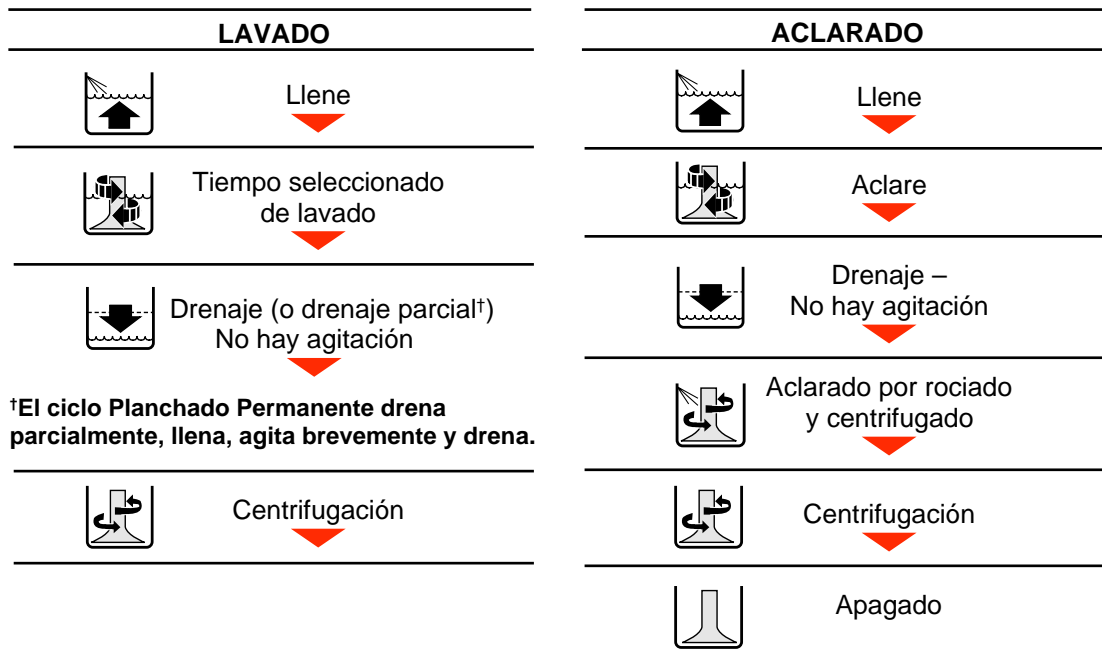 LAVADO
Llene
Tiempo seleccionado
de lavado
Drenaje (o drenaje parcial†)
No hay agitación
†El ciclo Planchado Permanente drena
parcialmente, llena, agita brevemente y drena.
Centrifugación
ACLARADO
Llene
Aclare
Drenaje –
No hay agitación
Aclarado por rociado
y centrifugado
Centrifugación
Apagado